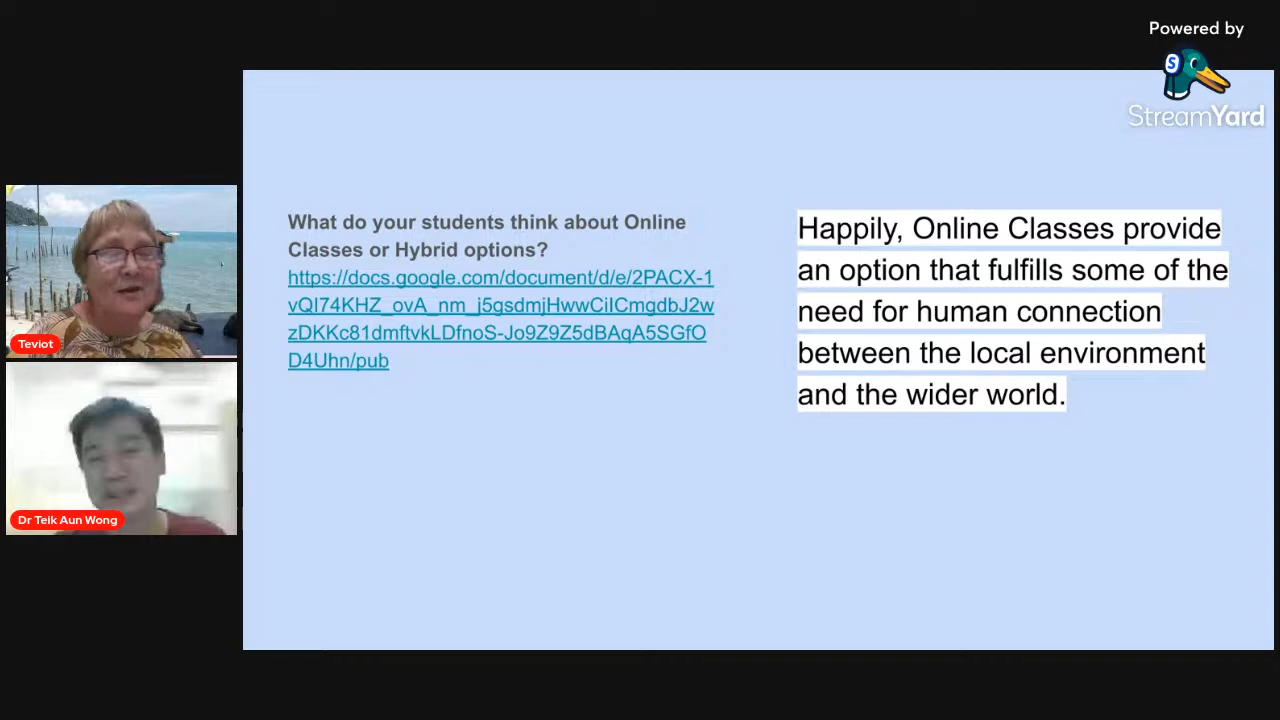 Powered by
StreamYard
What do your students think about Online
Classes or Hybrid options?
https://docs.google.com/document/d/e/2PACX-1
vQI74KHZ_ovA_nm_j5gsdmjHwwCiICmgdbJ2w
zDKKc81dmftvkLDfnoS-Jo9Z9Z5dBAqA5SGfO
D4Uhn/pub
Happily, Online Classes provide
an option that fulfills some of the
need for human connection
between the local environment
and the wider world.
Teviot
Dr Teik Aun Wong